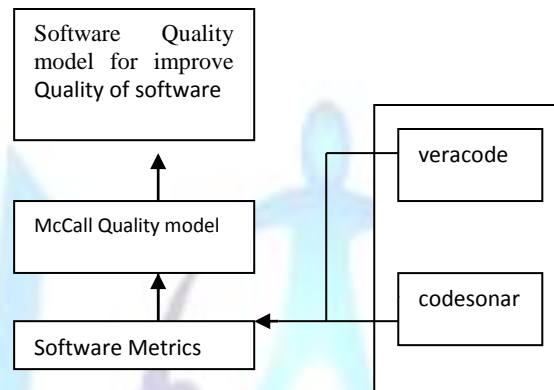 Software Quality
model for improve
Quality of software
veracode
McCall Quality model
codesonar
Software Metrics